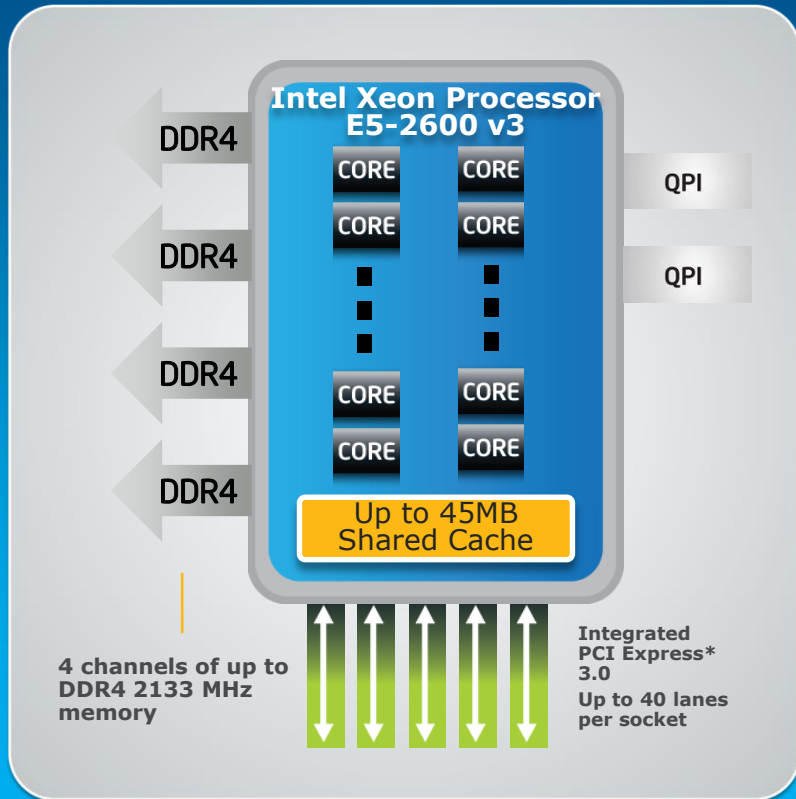 Intel Xeon Processor
E5-2600 v3
DDR4
DDR4
DDR4
DDR4
CORE CORE
CORE CORE
CORE CORE
CORE CORE
QPI
QPI
Up to 45MB
Shared Cache
4 channels of up to
DDR4 2133 MHz
memory
Integrated
PCI Express*
3.0
Up to 40 lanes
per socket